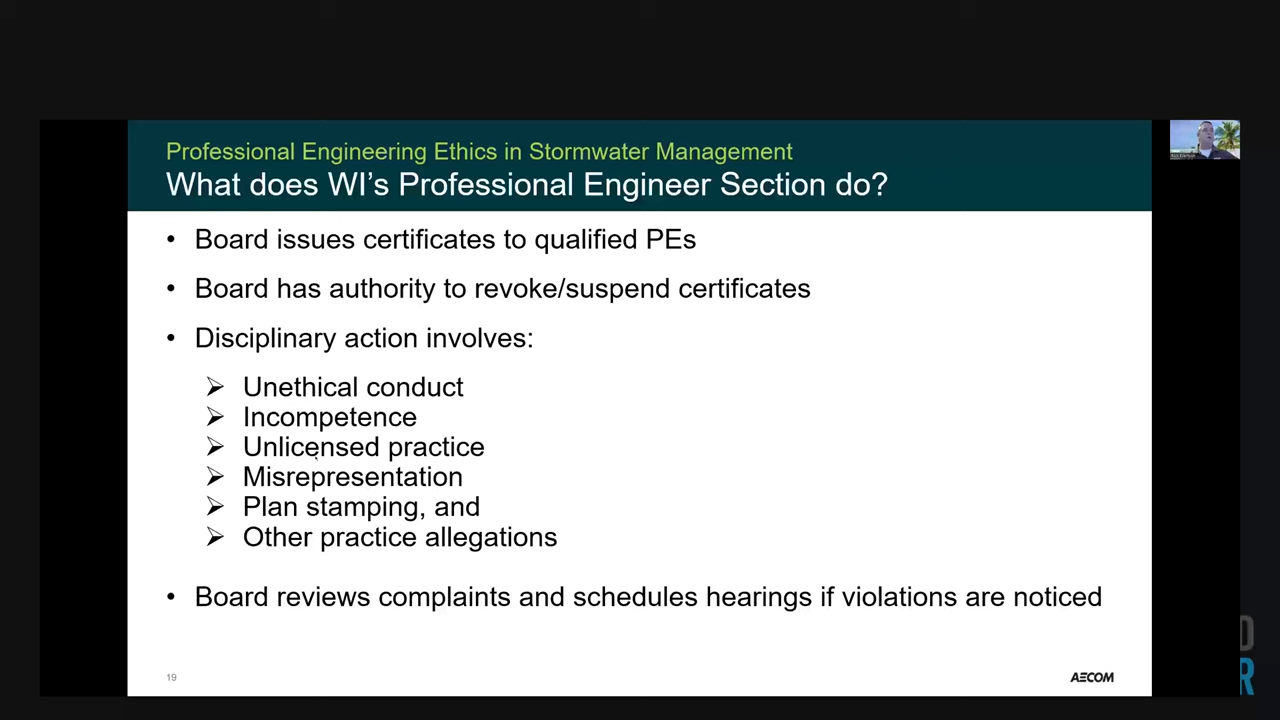 Professional Engineering Ethics in Stormwater Management
What does WI's Professional Engineer Section do?
• Board issues certificates to qualified PEs
• Board has authority to revoke/suspend certificates
• Disciplinary action involves:
➢ Unethical conduct
➢ Incompetence
➢ Unlicensed practice
➢ Misrepresentation
➢ Plan stamping, and
➢ Other practice allegations
• Board reviews complaints and schedules hearings if violations are noticed
19
AECOM
D
R